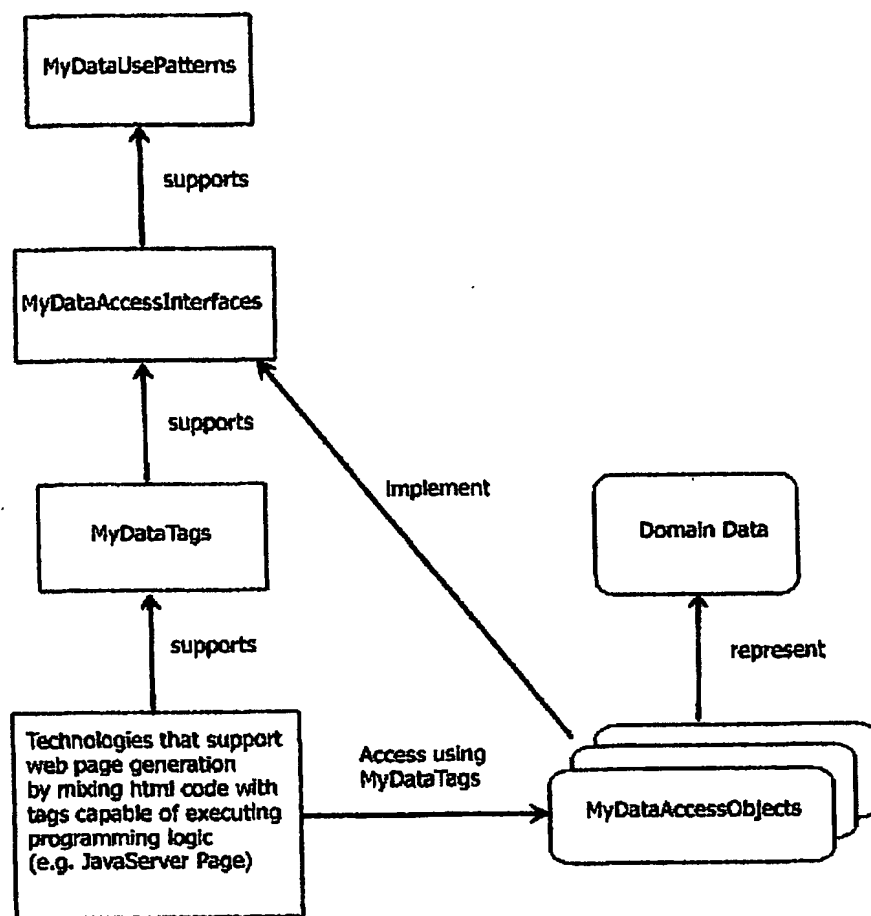 MyDataUsePatterns
supports
MyDataAccessInterfaces
supports
Implement
MyDataTags
Domain Data
supports
represent
Technologies that support
web page generation
by mixing html code with
tags capable of executing
programming logic
(e.g. JavaServer Page)
Access using
MyDataTags
MyDataAccessObjects